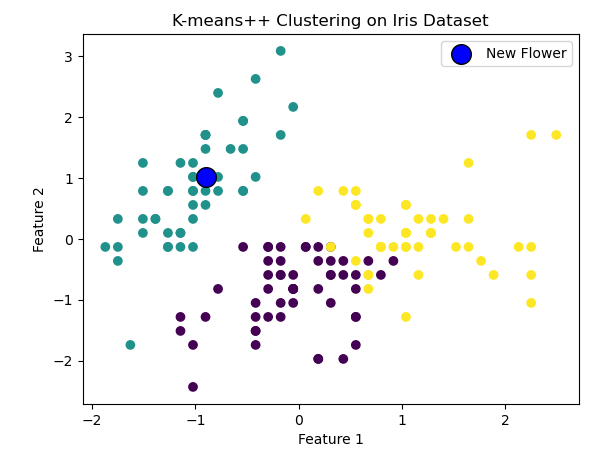 K-means++ Clustering on Iris Dataset
New Flower
3
2
1
0
−1
−2
Feature 2
−2
−1
0
1
2
Feature 1